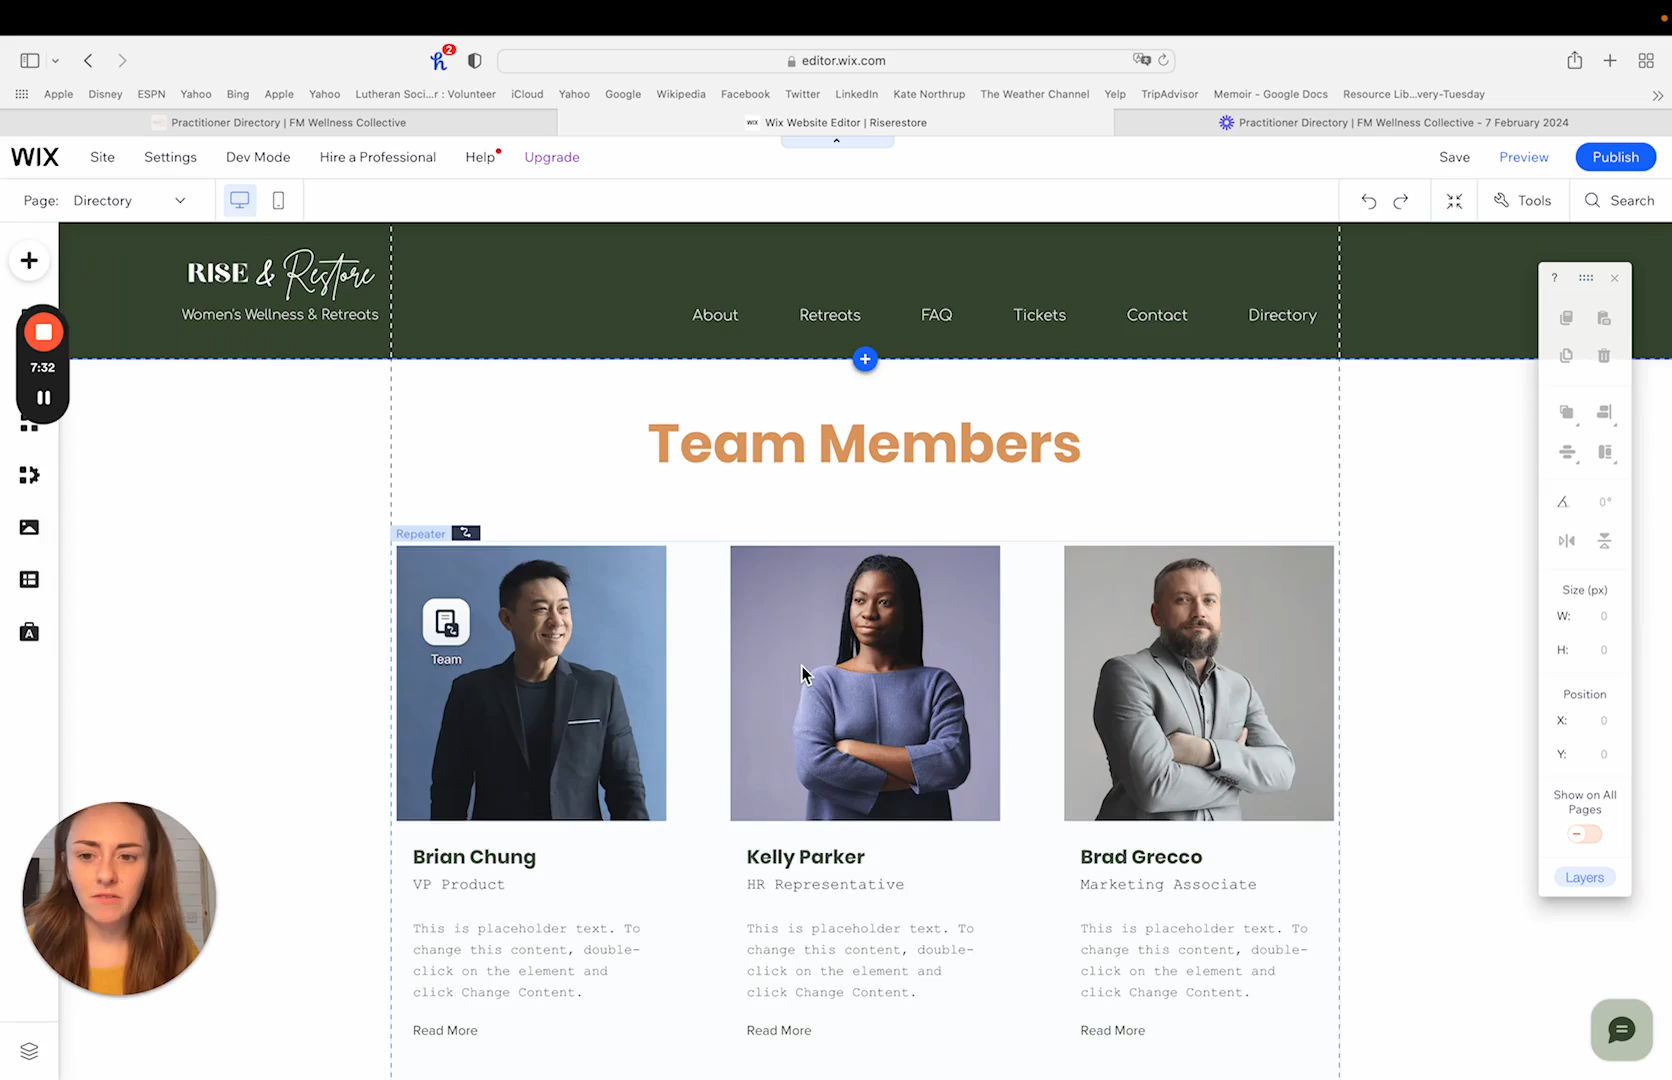 2
editor.wix.com
Apple
Disney
ESPN
Yahoo
Bing
Apple
Yahoo
Lutheran Soci...r : Volunteer
iCloud
Yahoo
Google
Wikipedia
Facebook
Twitter
LinkedIn
Kate Northrup
The Weather Channel
Yelp
TripAdvisor
Memoir - Google Docs
Resource Lib...very-Tuesday
Practitioner Directory | FM Wellness Collective
WIX Wix Website Editor | Riserestore
Practitioner Directory | FM Wellness Collective - 7 February 2024
WIX
Site
Settings
Dev Mode
Hire a Professional
Help
Upgrade
Save
Preview
Publish
Page: Directory
Tools
Search
RISE & Restore
Women's Wellness & Retreats
About
Retreats
FAQ
Tickets
Contact
Directory
7:32
Team Members
Repeater
Team
Brian Chung
VP Product
This is placeholder text. To
change this content, double-
click on the element and
click Change Content.
Read More
Kelly Parker
HR Representative
This is placeholder text. To
change this content, double-
click on the element and
click Change Content.
Read More
Brad Grecco
Marketing Associate
This is placeholder text. To
change this content, double-
click on the element and
click Change Content.
Read More
?
0°
Size (px)
W: 0
H: 0
Position
X: 0
Y: 0
Show on All
Pages
Layers